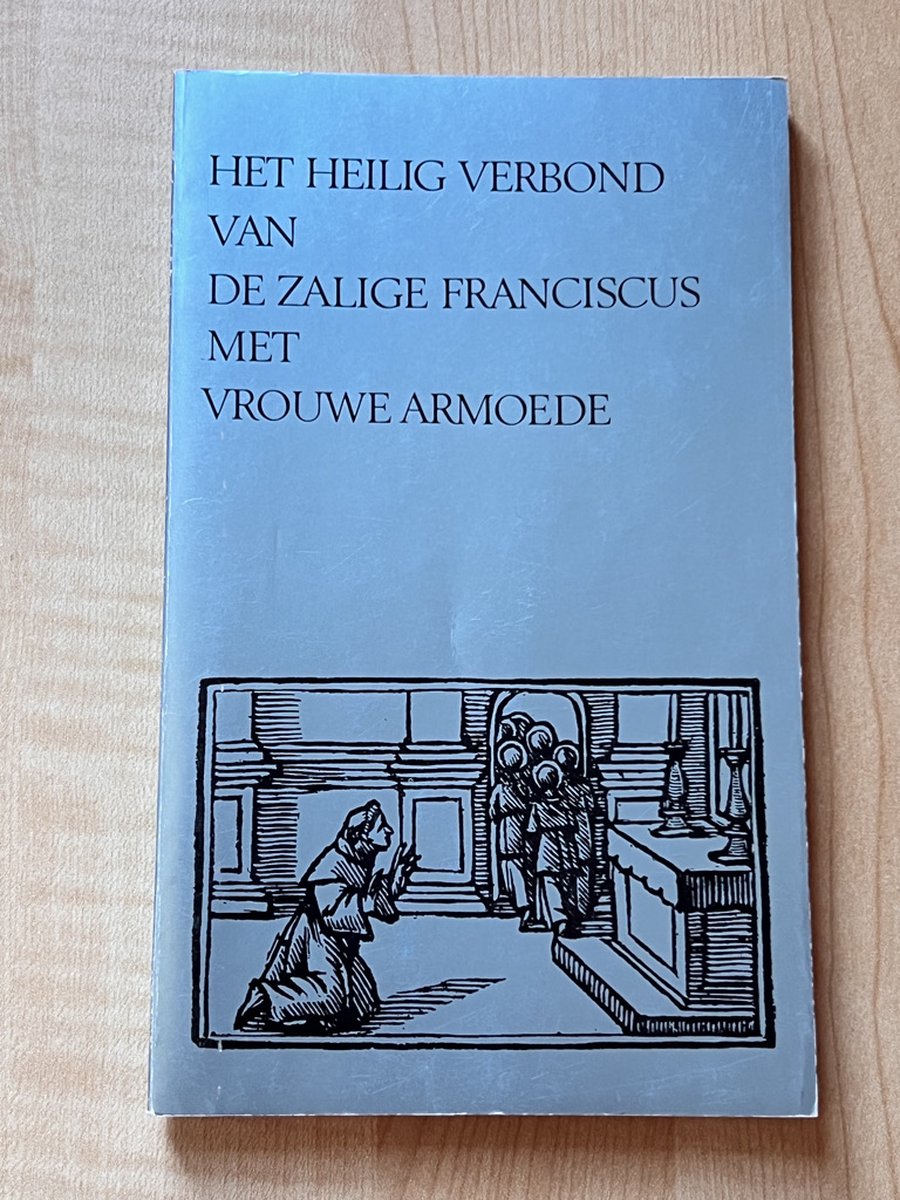 HET HEILIG VERBOND
VAN
DE ZALIGE FRANCISCUS
MET
VROUWE ARMOEDE